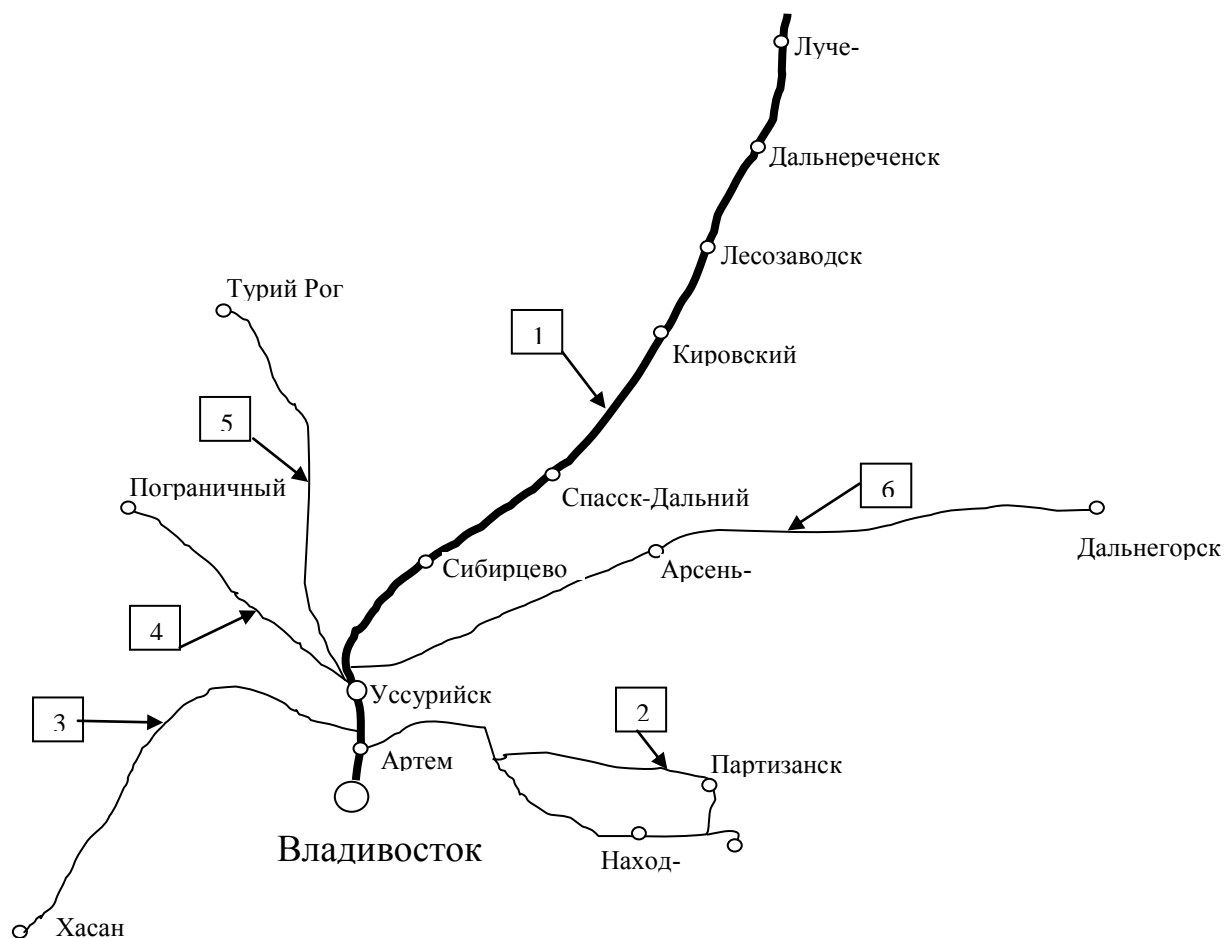 Луче-
Дальнереченск
Лесозаводск
Турий Рог
1
Кировский
5
Пограничный
Спасск-Дальний
6
Сибирцево
Арсень-
Дальнегорск
4
Уссурийск
3
2
Артем
Партизанск
Владивосток
Наход-
Хасан